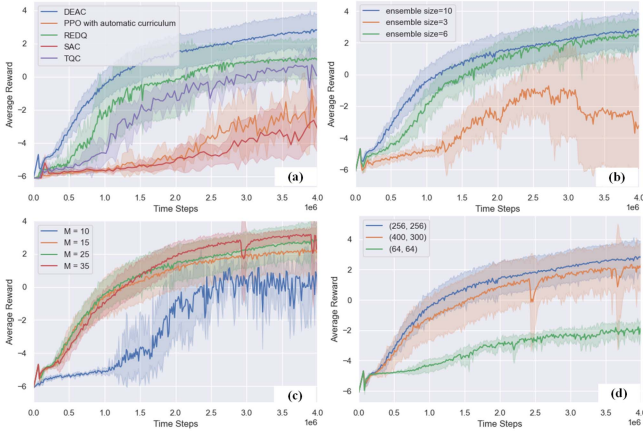 DEAC
PPO with automatic curriculum
REDQ
SAC
TQC
Average Reward
4
2
0
−2
−4
−6
0.0 0.5 1.0 1.5 2.0 2.5 3.0 3.5 4.0
Time Steps
1e6
(a)
ensemble size=10
ensemble size=3
ensemble size=6
Average Reward
4
2
0
−2
−4
−6
0.0 0.5 1.0 1.5 2.0 2.5 3.0 3.5 4.0
Time Steps
1e6
(b)
M = 10
M = 15
M = 25
M = 35
Average Reward
4
2
0
−2
−4
−6
0.0 0.5 1.0 1.5 2.0 2.5 3.0 3.5 4.0
Time Steps
1e6
(c)
(256, 256)
(400, 300)
(64, 64)
Average Reward
4
2
0
−2
−4
−6
0.0 0.5 1.0 1.5 2.0 2.5 3.0 3.5 4.0
Time Steps
1e6
(d)